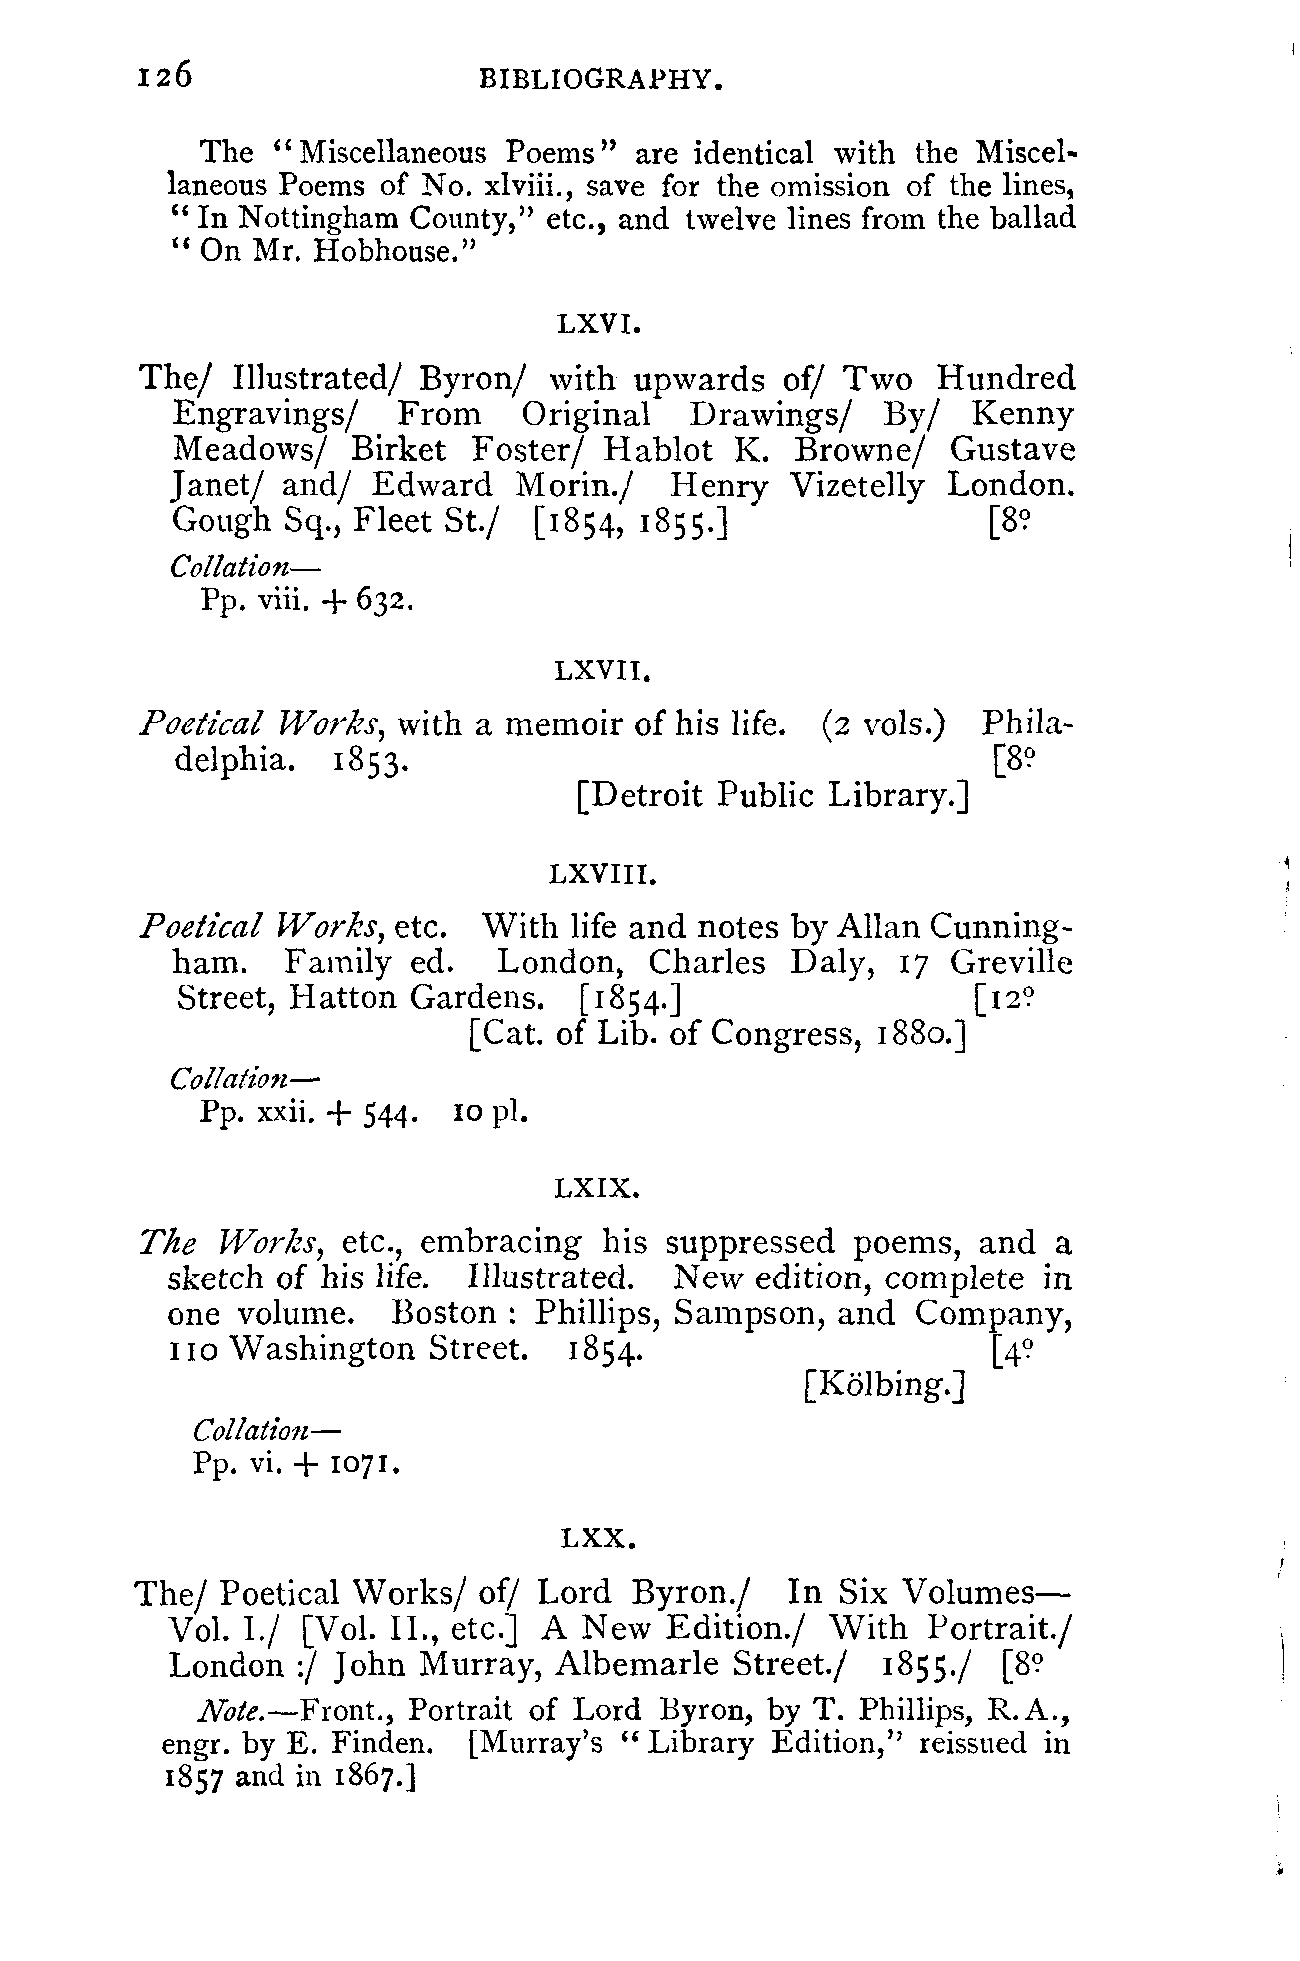 126 BIBLIOGRAPHY.
The “Miscellaneous Poems” are identical with the Miscel-
laneous Poems of No. xlviii., save for the omission of the lines,
“In Nottingham County,” etc., and twelve lines from the ballad
“On Mr. Hobhouse.”
LXVI.
The/ Illustrated/ Byron/ with upwards of/ Two Hundred
Engravings/ From Original Drawings/ By/ Kenny
Meadows/ Birket Foster/ Hablot K. Browne/ Gustave
Janet/ and/ Edward Morin./ Henry Vizetelly London.
Gough Sq., Fleet St./ [1854, 1855.] [8º
Collation—
Pp. viii. + 632.
LXVII.
Poetical Works, with a memoir of his life. (2 vols.) Phila-
delphia. 1853. [8º
[Detroit Public Library.]
LXVIII.
Poetical Works, etc. With life and notes by Allan Cunning-
ham. Family ed. London, Charles Daly, 17 Greville
Street, Hatton Gardens. [1854.] [12º
[Cat. of Lib. of Congress, 1880.]
Collation—
Pp. xxii. + 544. 10 pl.
LXIX.
The Works, etc., embracing his suppressed poems, and a
sketch of his life. Illustrated. New edition, complete in
one volume. Boston : Phillips, Sampson, and Company,
110 Washington Street. 1854. [4º
[Kölbing.]
Collation—
Pp. vi. + 1071.
LXX.
The/ Poetical Works/ of/ Lord Byron./ In Six Volumes—
Vol. I./ [Vol. II., etc.] A New Edition./ With Portrait./
London :/ John Murray, Albemarle Street./ 1855./ [8º
Note.—Front., Portrait of Lord Byron, by T. Phillips, R.A.,
engr. by E. Finden. [Murray’s “Library Edition,” reissued in
1857 and in 1867.]